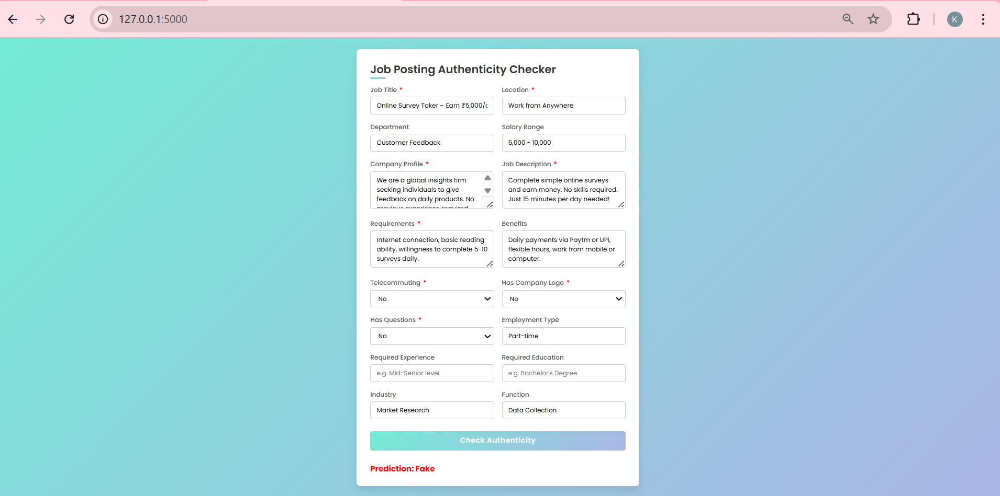 127.0.0.1:5000
K
Job Posting Authenticity Checker
Job Title * Location *
Online Survey Taker – Earn ₹5,000/ Work from Anywhere
Department Salary Range
Customer Feedback 5,000 - 10,000
Company Profile * Job Description *
We are a global insights firm
seeking individuals to give
feedback on daily products. No
previous experience required
Complete simple online surveys
and earn money. No skills required.
Just 15 minutes per day needed!
Requirements * Benefits
Internet connection, basic reading
ability, willingness to complete 5-10
surveys daily.
Daily payments via Paytm or UPI,
flexible hours, work from mobile or
computer.
Telecommuting * Has Company Logo *
No No
Has Questions * Employment Type
No Part-time
Required Experience Required Education
e.g. Mid-Senior level e.g. Bachelor's Degree
Industry Function
Market Research Data Collection
Check Authenticity
Prediction: Fake